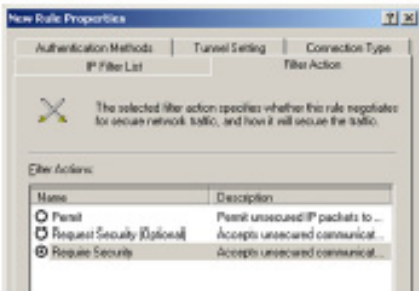 New Rule Properties
Authentication Methods Tunnel Setting Connection Type
IP Filter List Filter Action
The selected filter action specifies whether this rule negotiates
for secure network traffic, and how it will secure the traffic.
Filter Actions:
Name Description
Permit Permit unsecured IP packets to ...
Request Security (Optional) Accepts unsecured communicat...
Require Security Accepts unsecured communicat...